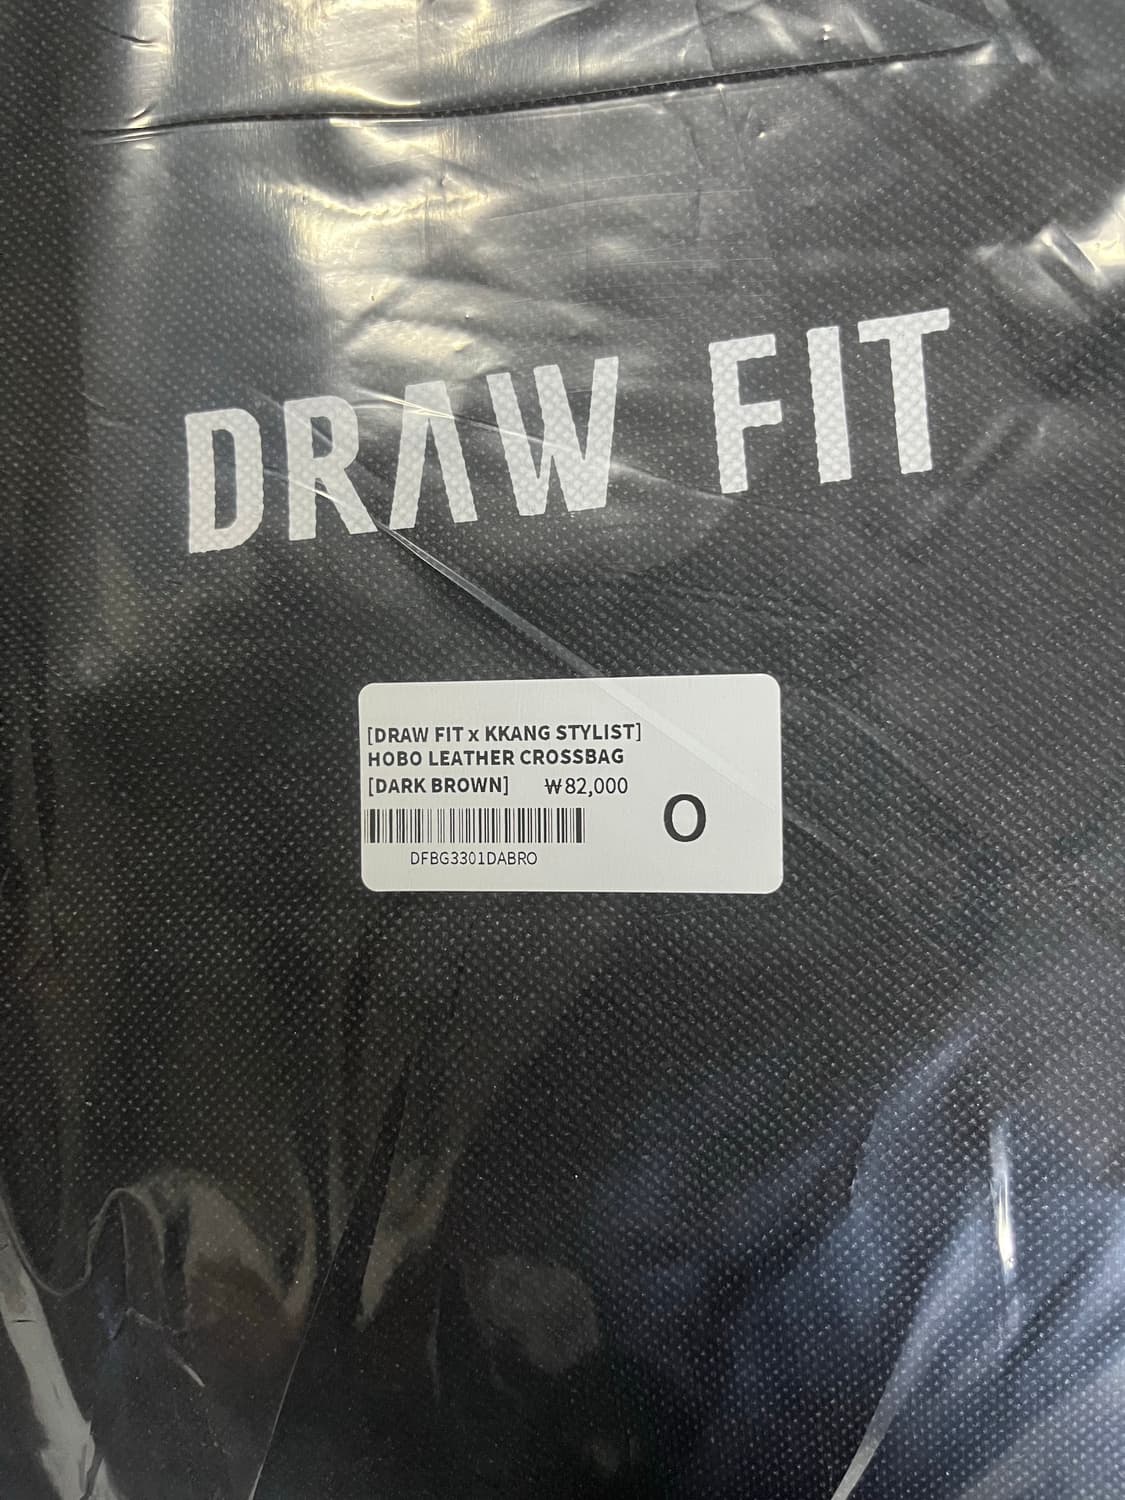 DRAW FIT
[DRAW FIT x KKANG STYLIST]
HOBO LEATHER CROSSBAG
[DARK BROWN] ₩82,000
O
DFBG3301DABRO